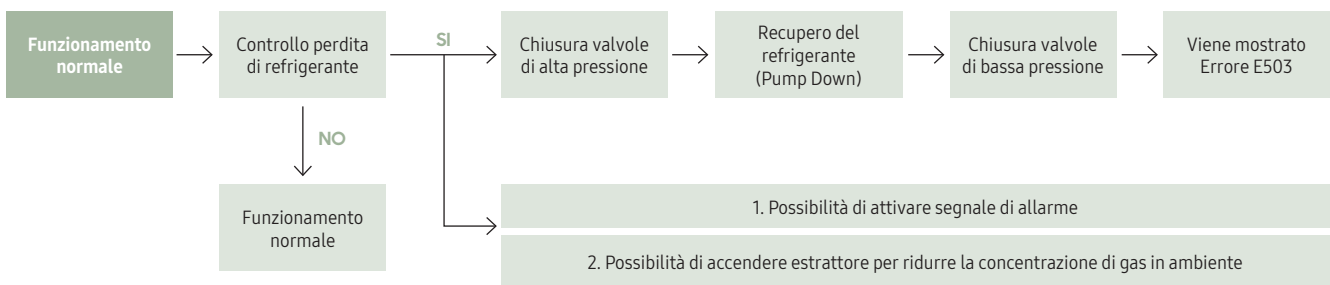 Funzionamento
normale
Controllo perdita
di refrigerante
SI
Chiusura valvole
di alta pressione
Recupero del
refrigerante
(Pump Down)
Chiusura valvole
di bassa pressione
Viene mostrato
Errore E503
NO
Funzionamento
normale
1. Possibilità di attivare segnale di allarme
2. Possibilità di accendere estrattore per ridurre la concentrazione di gas in ambiente